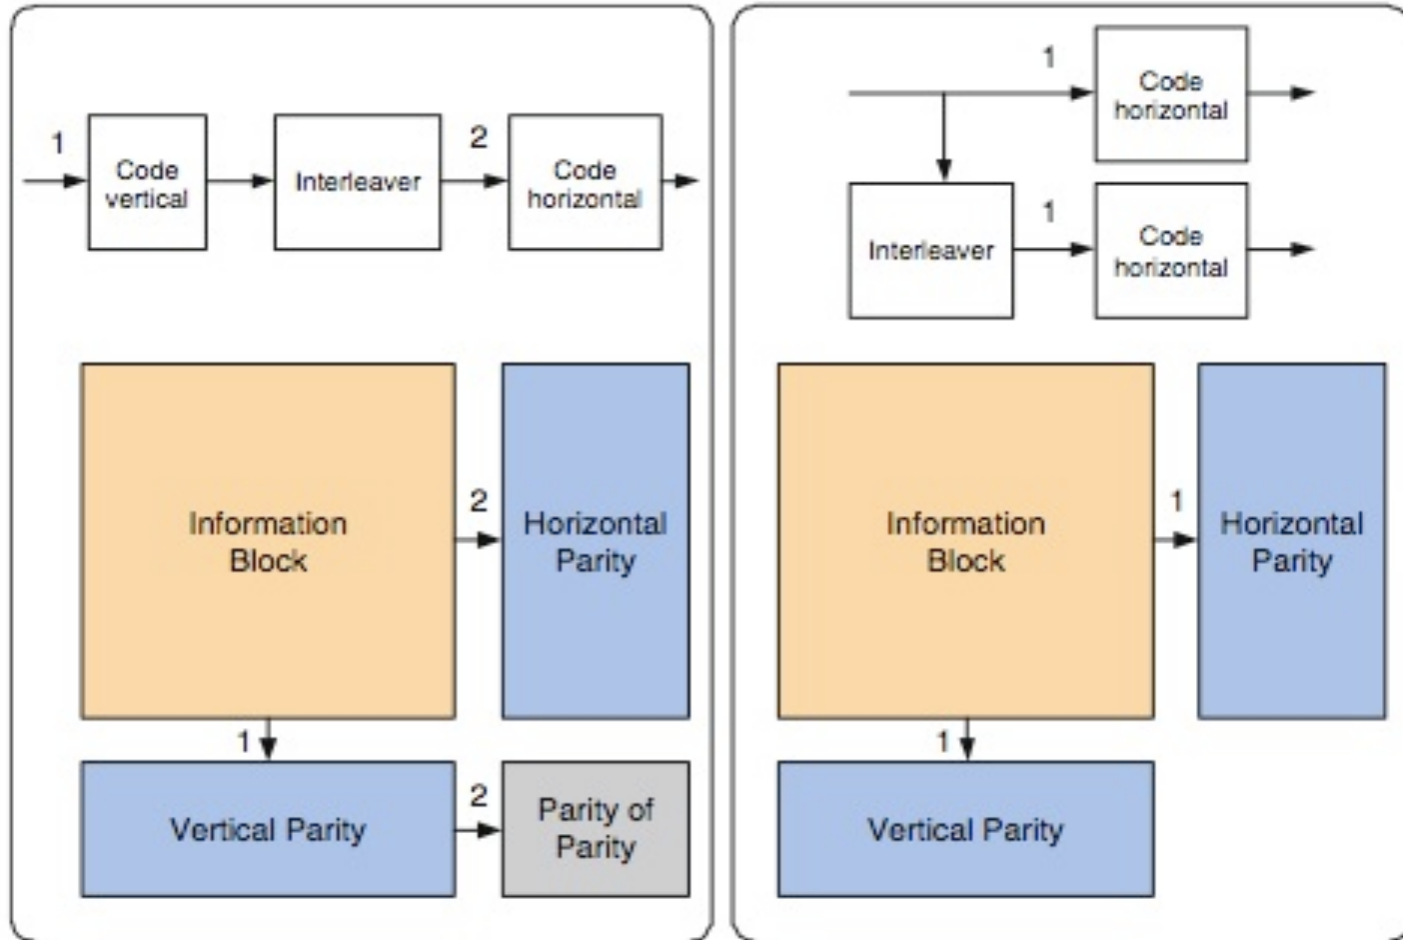 1
Code
vertical
Interleaver
2
Code
horizontal
Information
Block
2
Horizontal
Parity
1
Vertical Parity
2
Parity of
Parity
1
Code
horizontal
Interleaver
1
Code
horizontal
Information
Block
1
Horizontal
Parity
1
Vertical Parity